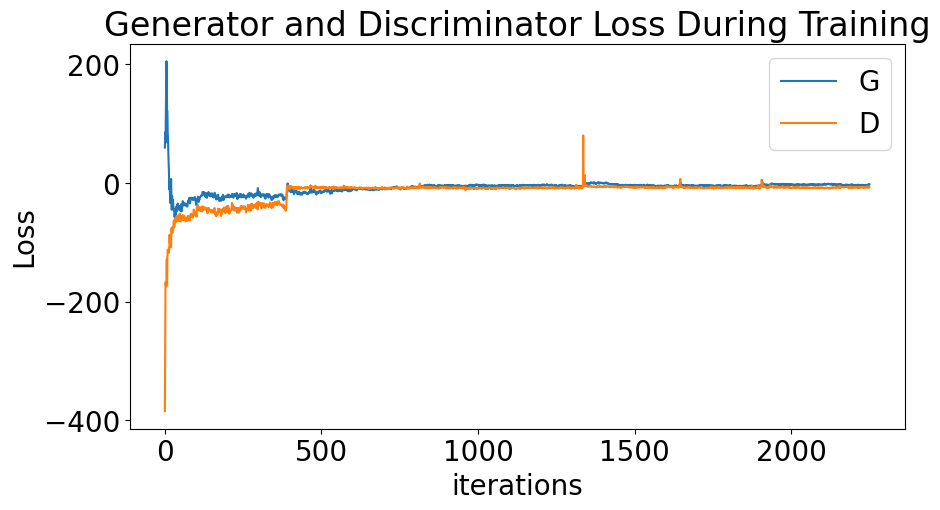 Generator and Discriminator Loss During Training
200
0
−200
−400
Loss
G
D
0 500 1000 1500 2000
iterations